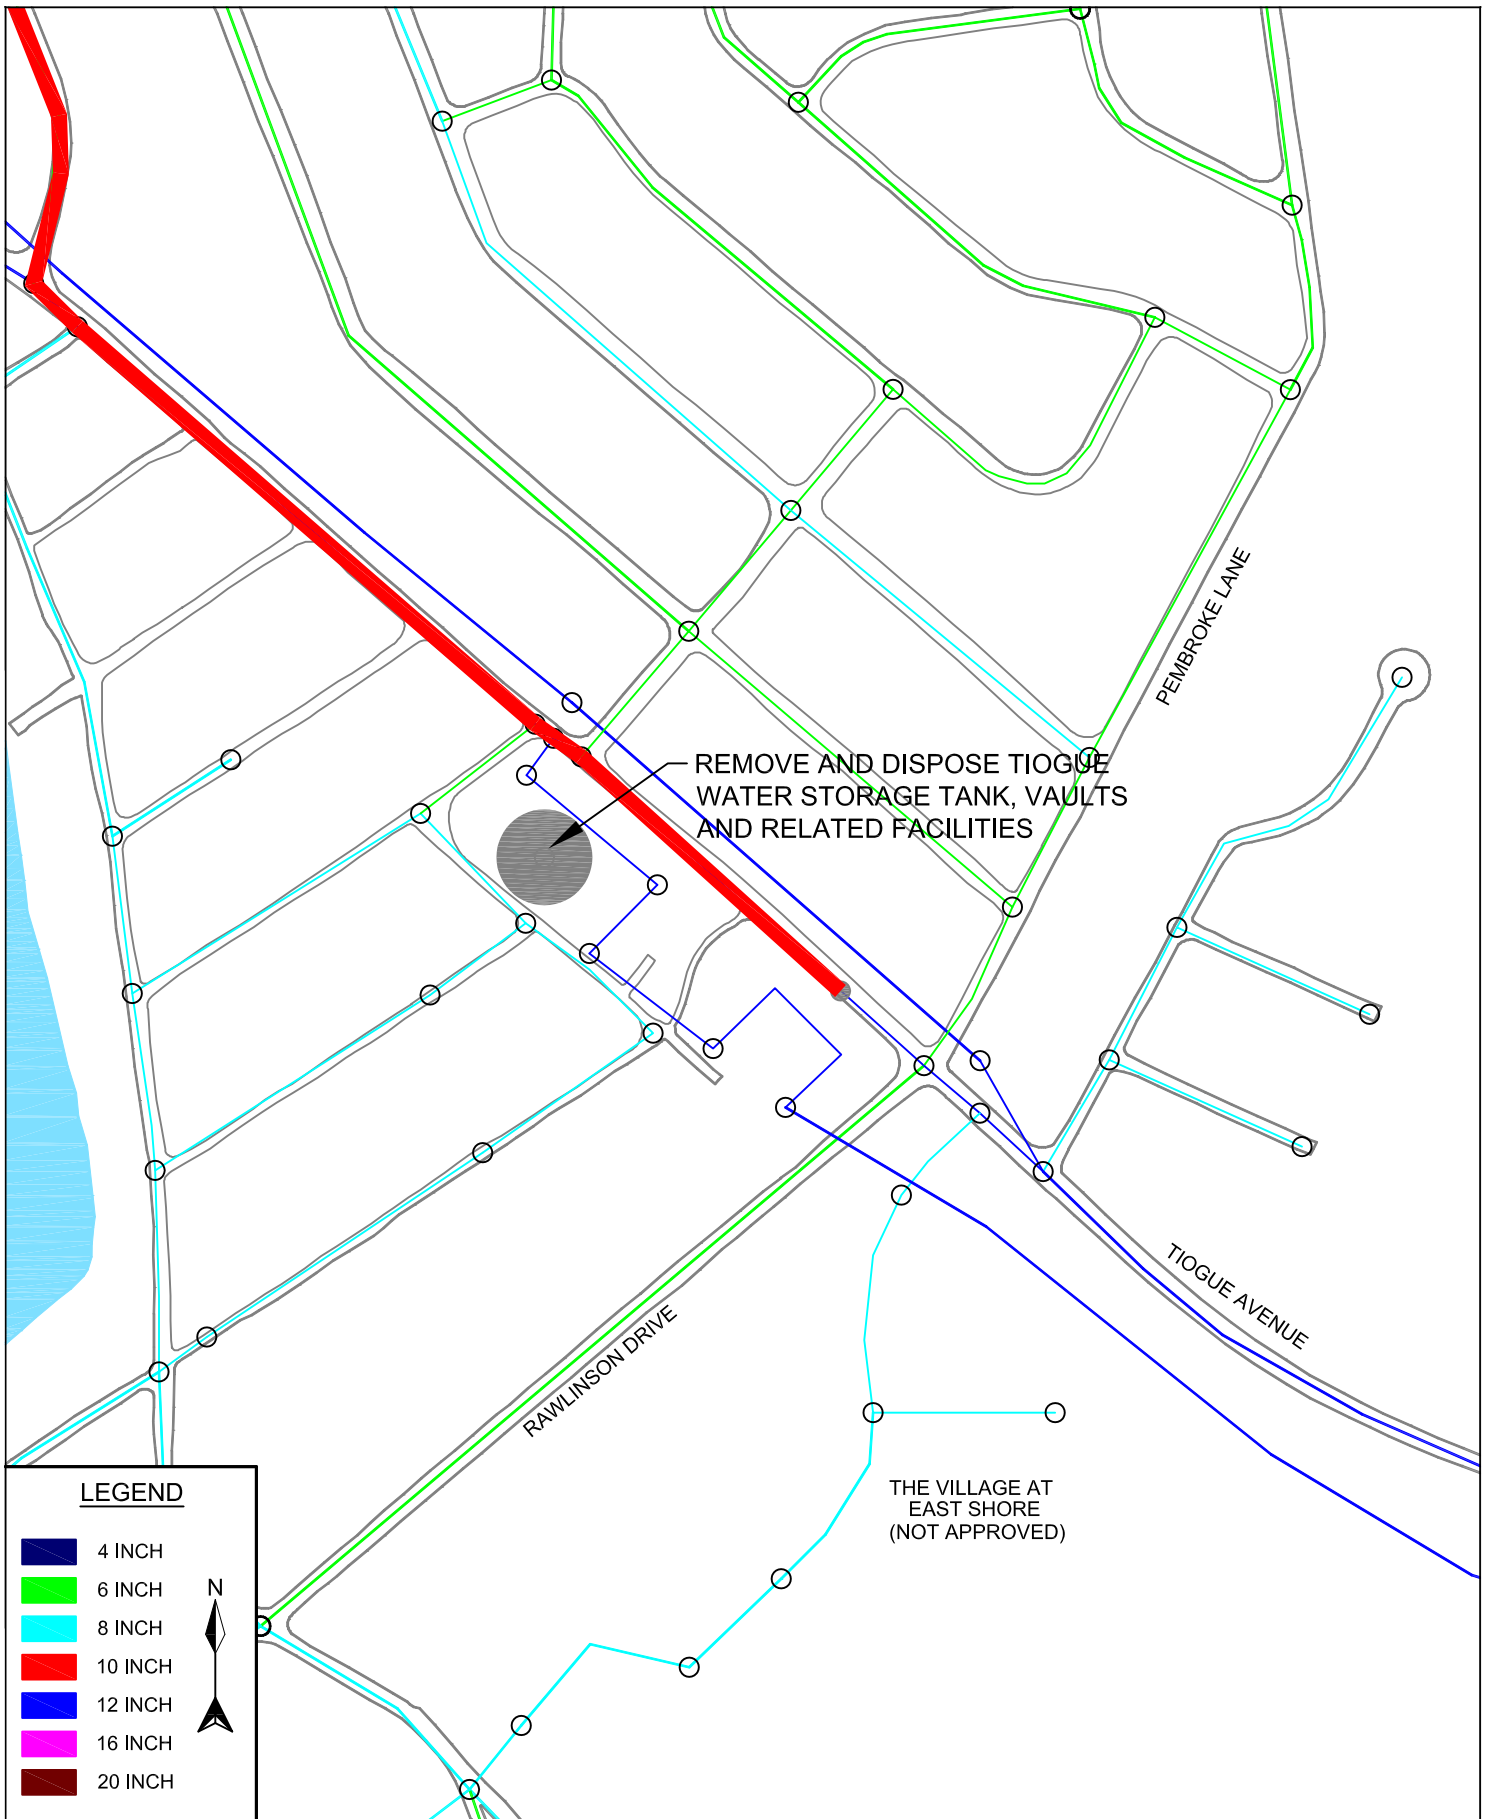 PEMBROKE LANE
REMOVE AND DISPOSE TIOGUE
WATER STORAGE TANK, VAULTS
AND RELATED FACILITIES
TIOGUE AVENUE
RAWLINSON DRIVE
THE VILLAGE AT
EAST SHORE
(NOT APPROVED)
LEGEND
4 INCH
6 INCH
8 INCH
10 INCH
12 INCH
16 INCH
20 INCH
N